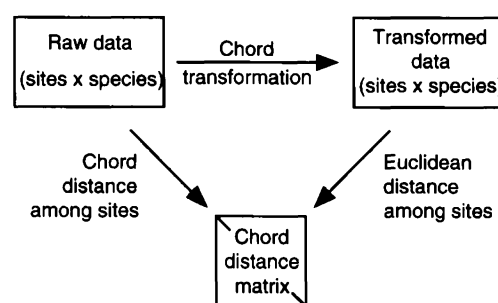 Raw data
(sites x species)
Chord
transformation
Transformed
data
(sites x species)
Chord
distance
among sites
Euclidean
distance
among sites
Chord
distance
matrix